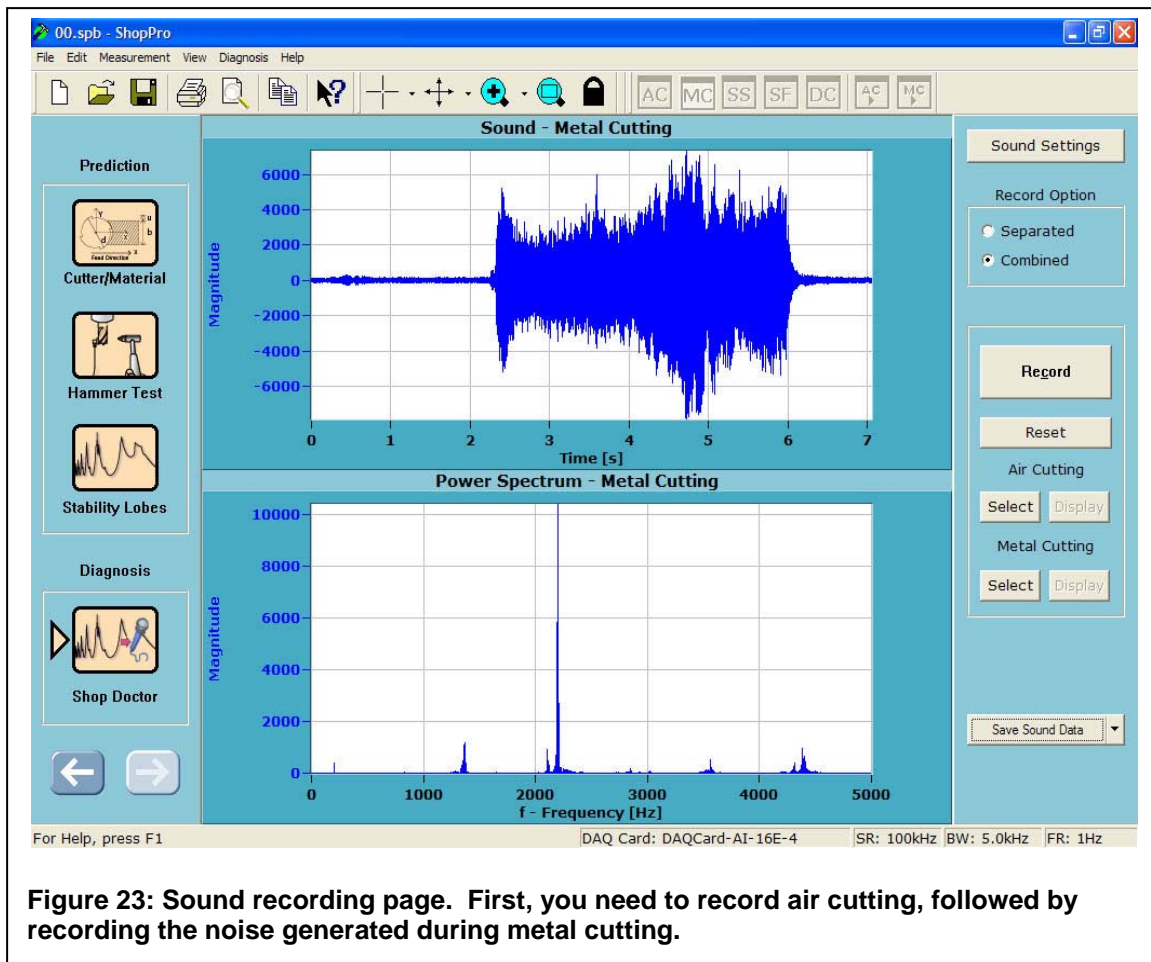 00.spb - ShopPro
File Edit Measurement View Diagnosis Help
AC MC SS SF DC AC MC
Prediction
Y
u
b
d
x
X
Feed Direction
Cutter/Material
Hammer Test
Stability Lobes
Diagnosis
Shop Doctor
Sound - Metal Cutting
Magnitude
6000
4000
2000
0
-2000
-4000
-6000
0 1 2 3 4 5 6 7
Time [s]
Power Spectrum - Metal Cutting
Magnitude
10000
8000
6000
4000
2000
0
0 1000 2000 3000 4000 5000
f - Frequency [Hz]
Sound Settings
Record Option
Separated
Combined
Record
Reset
Air Cutting
Select Display
Metal Cutting
Select Display
Save Sound Data
For Help, press F1
DAQ Card: DAQCard-AI-16E-4 SR: 100kHz BW: 5.0kHz FR: 1Hz
Figure 23: Sound recording page. First, you need to record air cutting, followed by
recording the noise generated during metal cutting.